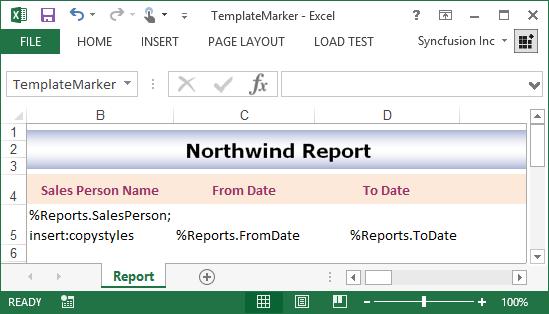 TemplateMarker - Excel
FILE HOME INSERT PAGE LAYOUT LOAD TEST Syncfusion Inc
TemplateMarker fx
B C D
1
2 Northwind Report
3
4 Sales Person Name From Date To Date
%Reports.SalesPerson;
5 insert:copystyles %Reports.FromDate %Reports.ToDate
6
Report
READY 100%